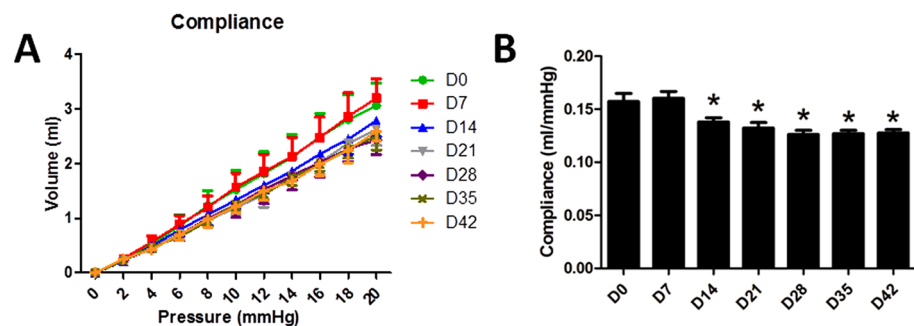 A
Compliance
Volume (ml)
4
3
2
1
0
0 2 4 6 8 10 12 14 16 18 20
Pressure (mmHg)
D0
D7
D14
D21
D28
D35
D42
B
Compliance (ml/mmHg)
0.20
0.15
0.10
0.05
0.00
* * * * *
D0 D7 D14 D21 D28 D35 D42